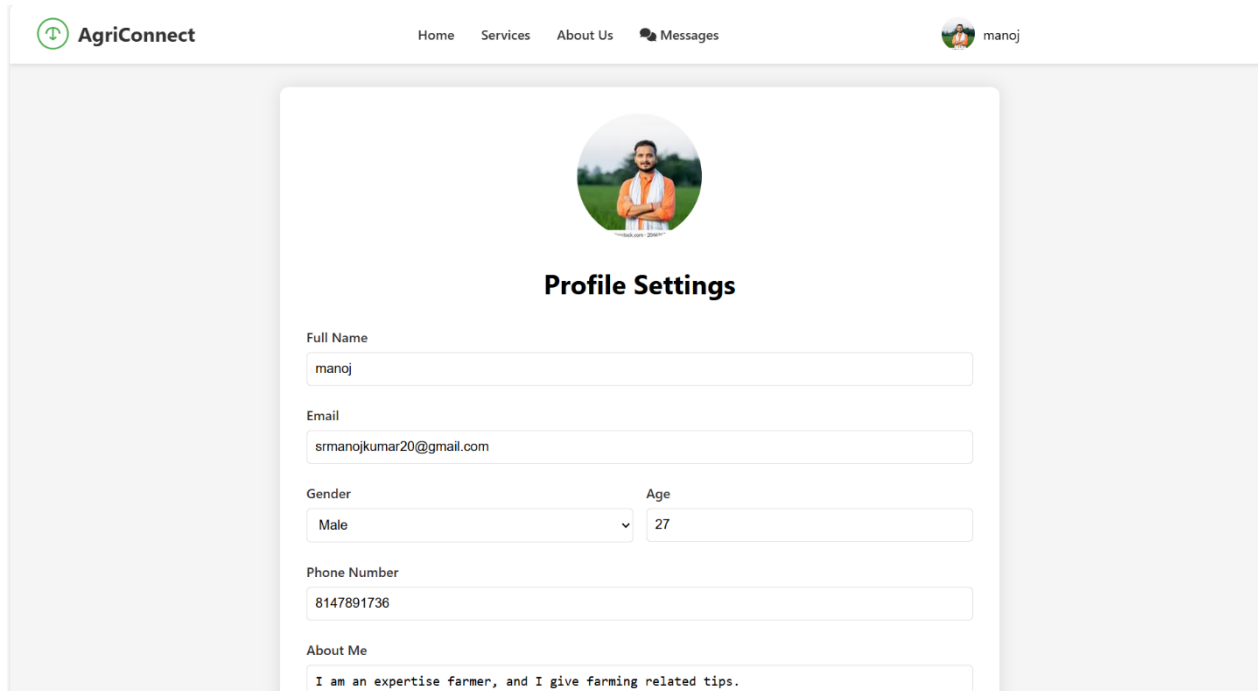 AgriConnect Home Services About Us Messages manoj
Profile Settings
Full Name
manoj
Email
srmanojkumar20@gmail.com
Gender Age
Male 27
Phone Number
8147891736
About Me
I am an expertise farmer, and I give farming related tips.